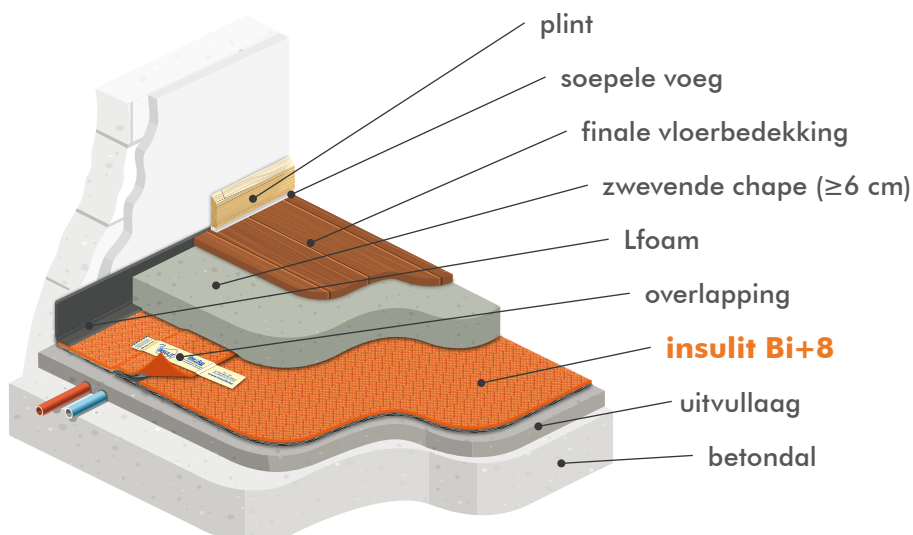 plint
soepele voeg
finale vloerbedekking
zwevende chape (≥6 cm)
Lfoam
overlapping
insulit Bi+8
uitvullaag
betondal